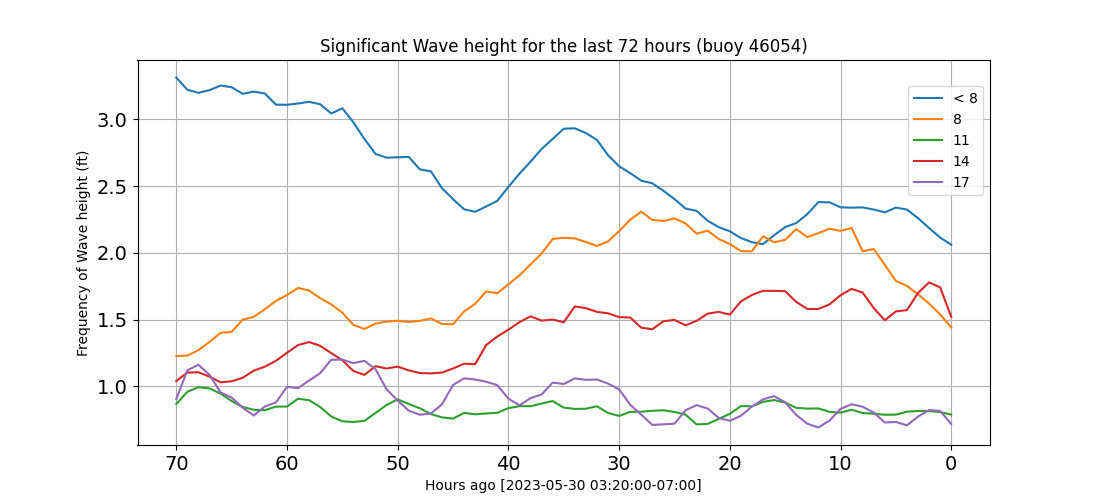 Significant Wave height for the last 72 hours (buoy 46054)
Frequency of Wave height (ft)
3.0
2.5
2.0
1.5
1.0
< 8
8
11
14
17
70 60 50 40 30 20 10 0
Hours ago [2023-05-30 03:20:00-07:00]